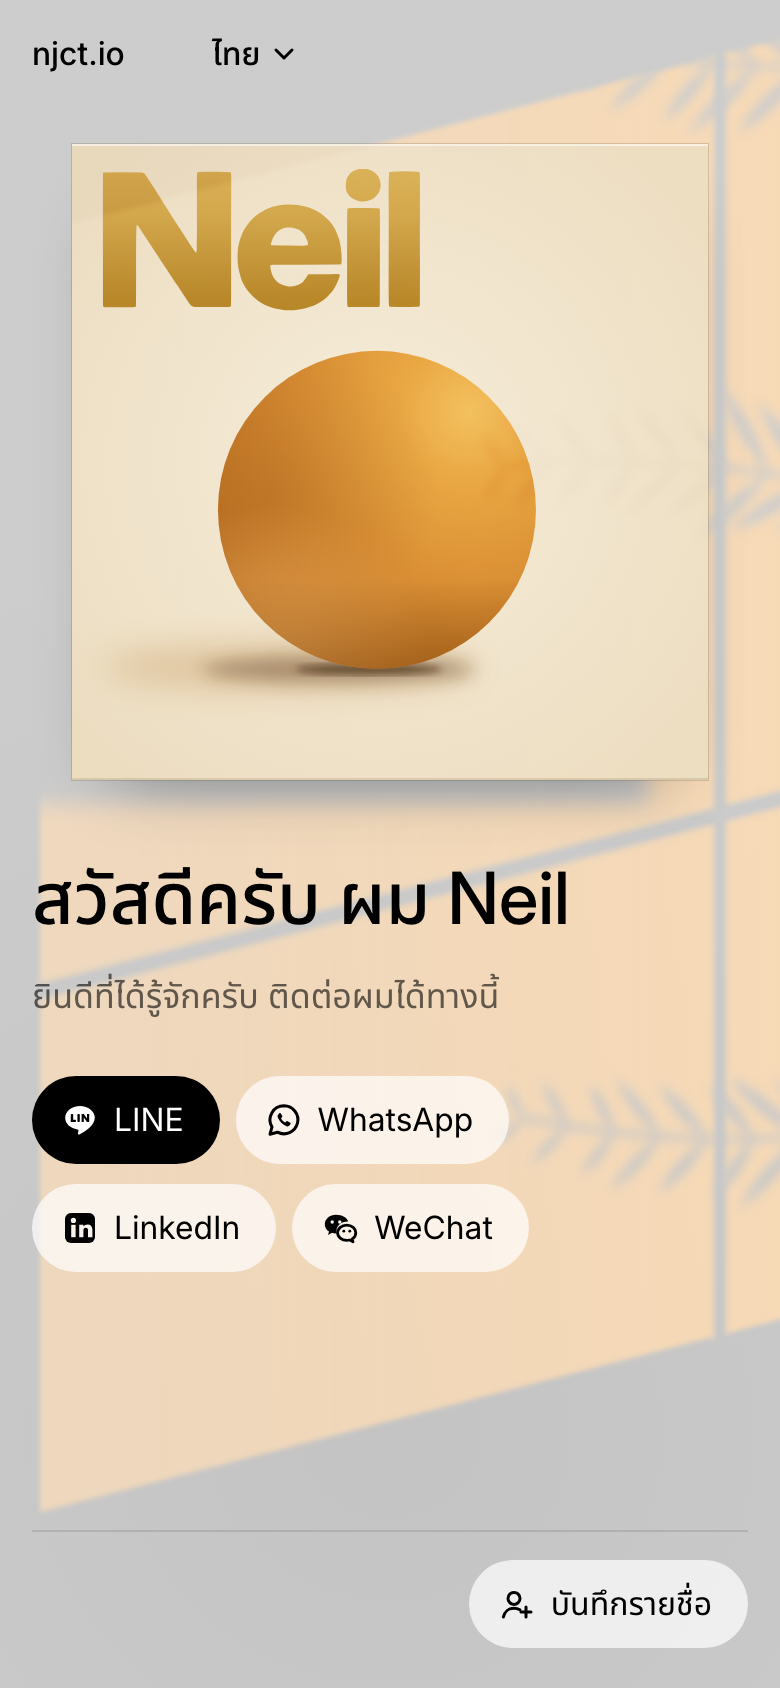 njct.io
ไทย
Neil
สวัสดีครับ ผม Neil
ยินดีที่ได้รู้จักครับ ติดต่อผมได้ทางนี้
LINE
WhatsApp
LinkedIn
WeChat
บันทึกรายชื่อ